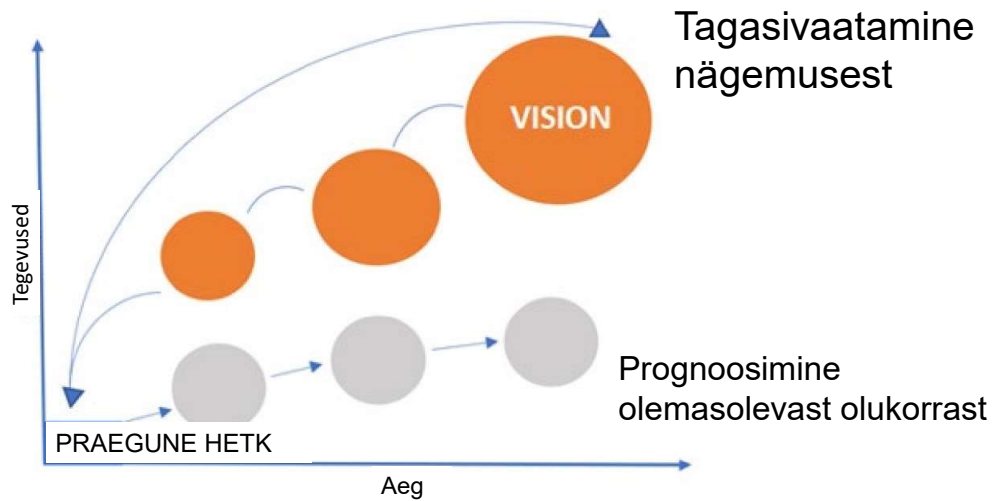 Tagasivaatamine
nägemusest
VISION
Tegevused
Prognoosimine
olemasolevast olukorrast
PRAEGUNE HETK
Aeg